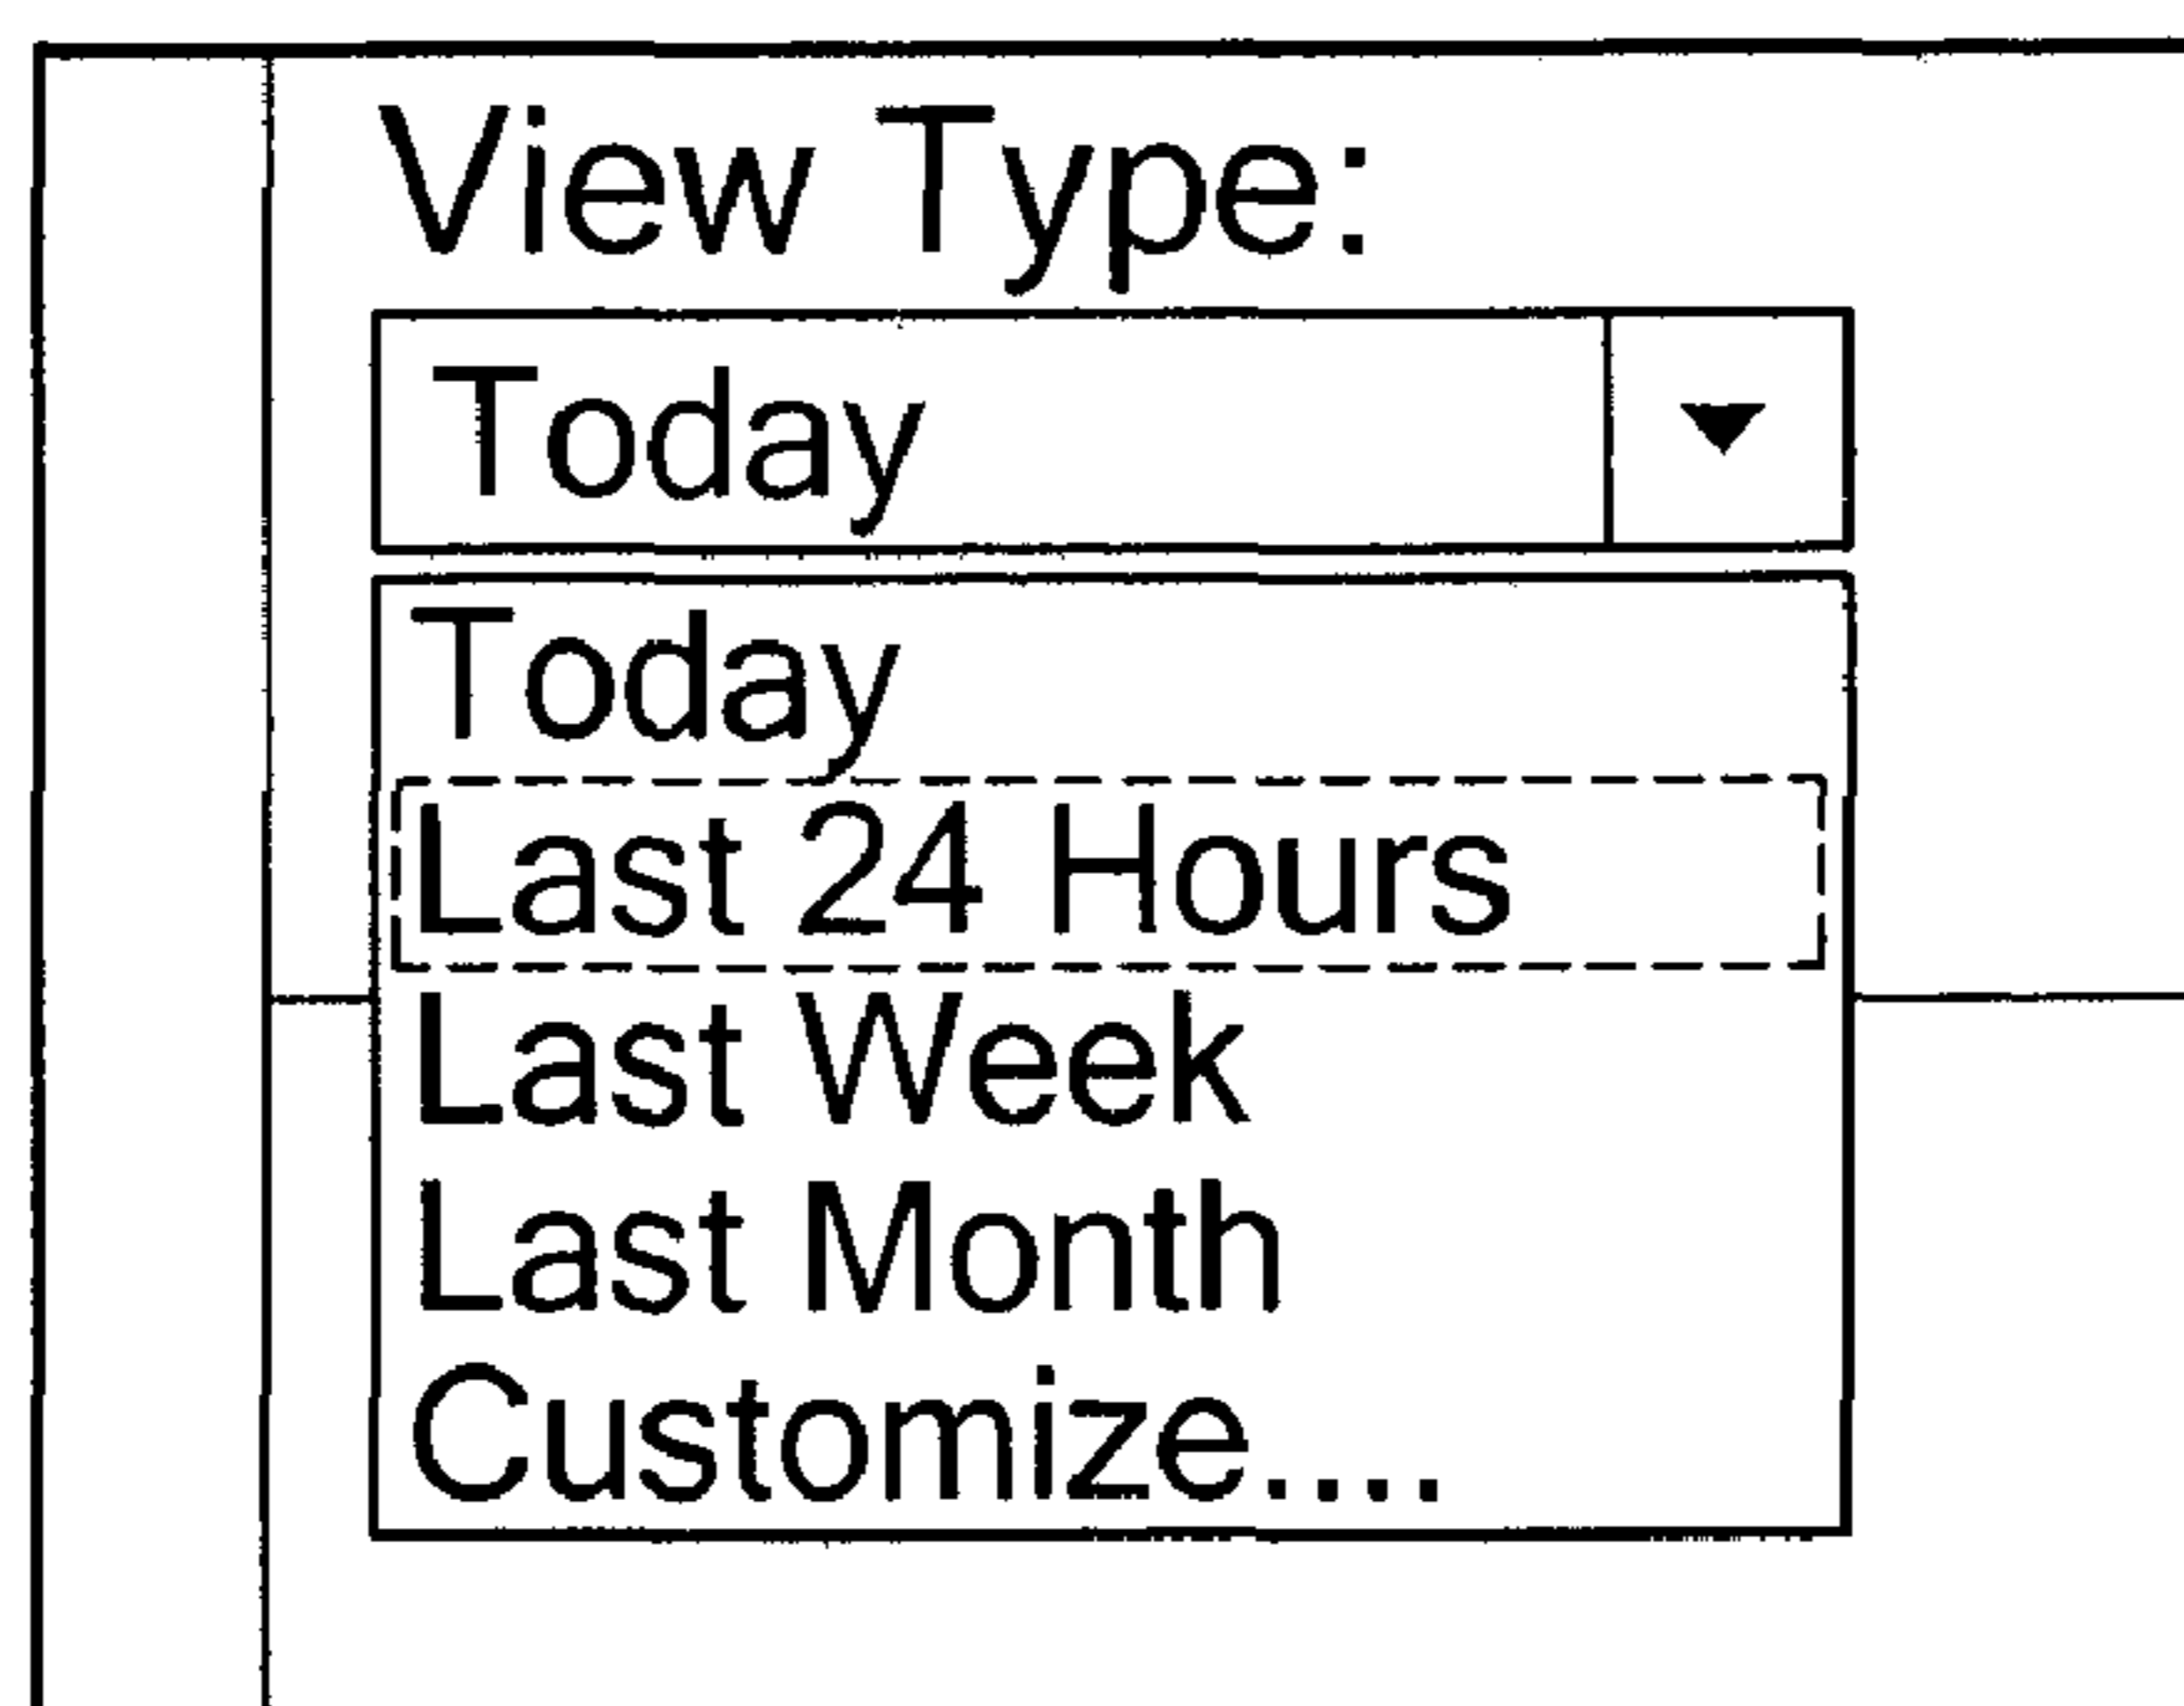 View Type:
Today
Today
Last 24 Hours
Last Week
Last Month
Customize....